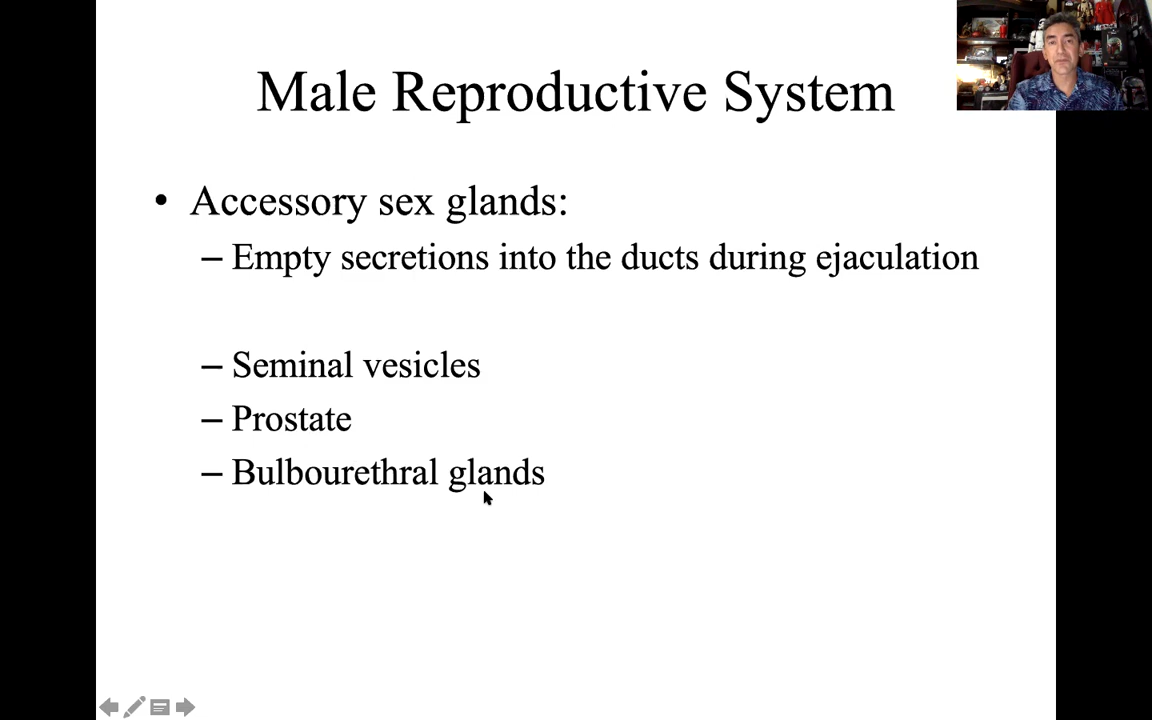 Male Reproductive System
• Accessory sex glands:
– Empty secretions into the ducts during ejaculation
– Seminal vesicles
– Prostate
– Bulbourethral glands